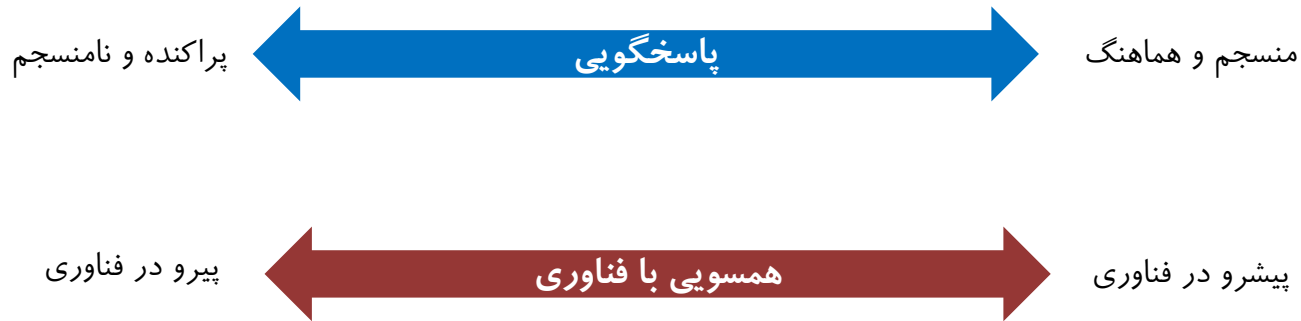 منسجم و هماهنگ
پاسخگویی
پراکنده و نامنسجم
پیشرو در فناوری
همسویی با فناوری
پیرو در فناوری